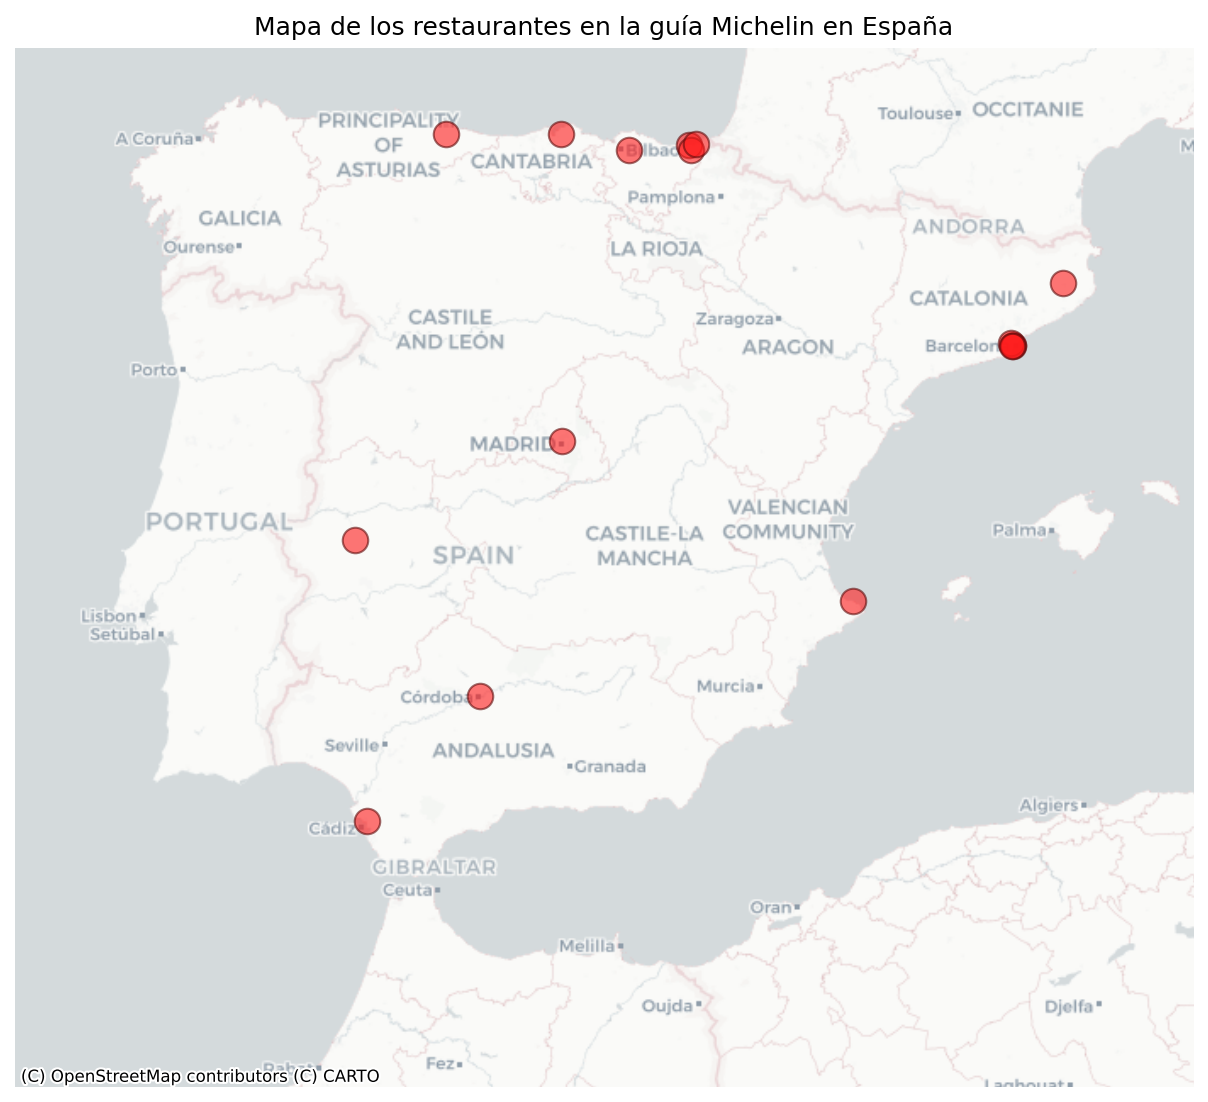 Mapa de los restaurantes en la guía Michelin en España
Toulouse
OCCITANIE
A Coruña
PRINCIPALITY
OF
ASTURIAS
CANTABRIA
Bilbao
Pamplona
GALICIA
Ourense
LA RIOJA
ANDORRA
CATALONIA
CASTILE
AND LEÓN
Zaragoza
ARAGON
Barcelon
Porto
MADRID
PORTUGAL
SPAIN
CASTILE-LA
MANCHA
VALENCIAN
COMMUNITY
Palma
Lisbon
Setúbal
Córdoba
Murcia
Seville
ANDALUSIA
Granada
Cádiz
Algiers
GIBRALTAR
Ceuta
Oran
Melilla
Oujda
Djelfa
Fez
Rabat
Laghouat
(C) OpenStreetMap contributors (C) CARTO